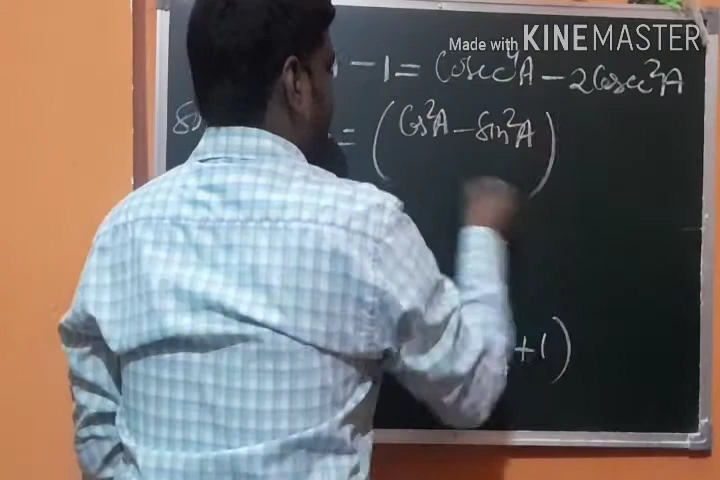 Made with KINEMASTER
- 1 = Cosec⁴A - 2Cosec²A
= (Cos²A - Sin²A)
+1)